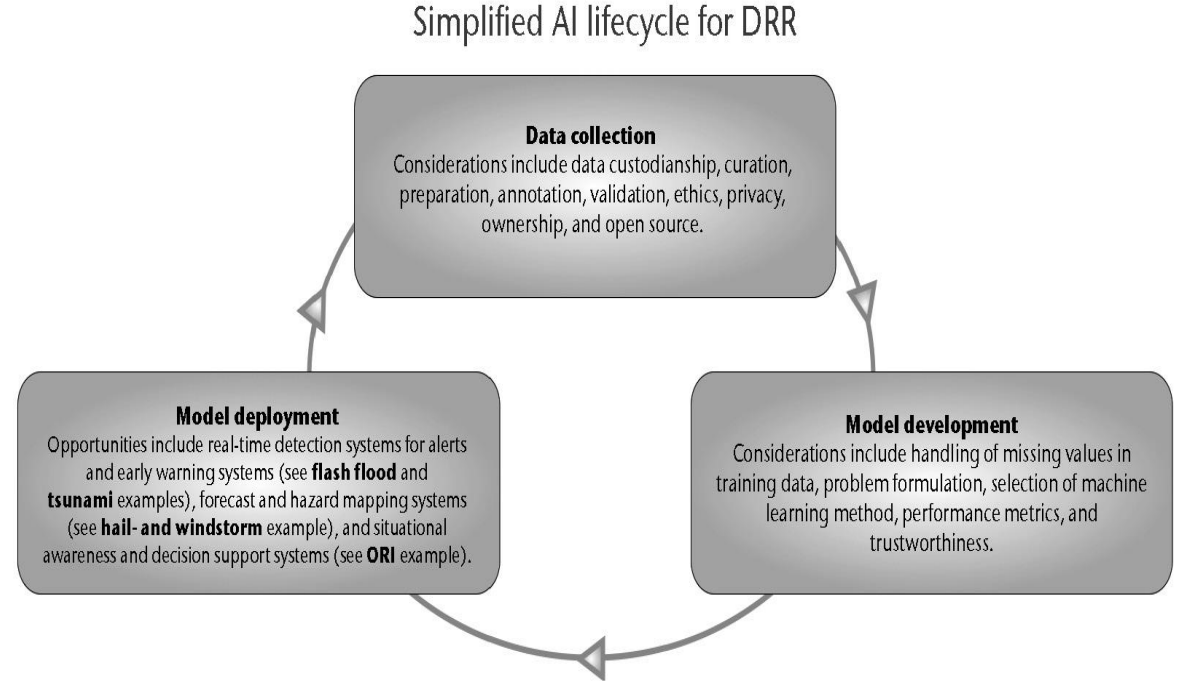 Simplified AI lifecycle for DRR
Data collection
Considerations include data custodianship, curation,
preparation, annotation, validation, ethics, privacy,
ownership, and open source.
Model deployment
Opportunities include real-time detection systems for alerts
and early warning systems (see flash flood and
tsunami examples), forecast and hazard mapping systems
(see hail- and windstorm example), and situational
awareness and decision support systems (see ORI example).
Model development
Considerations include handling of missing values in
training data, problem formulation, selection of machine
learning method, performance metrics, and
trustworthiness.